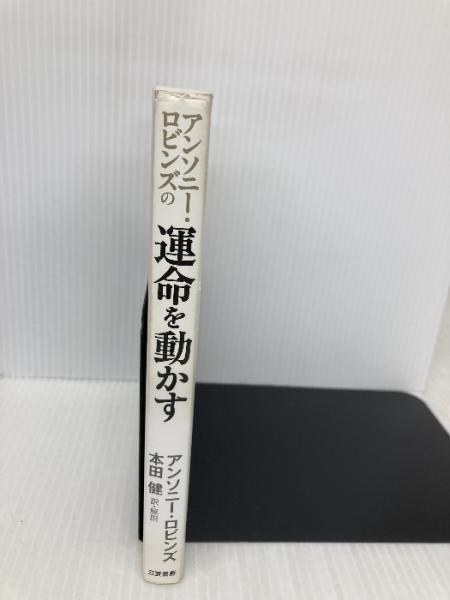 アンソニー・
ロビンズの
運命を動かす
アンソニー・ロビンズ
本田 健 訳・解説
三笠書房